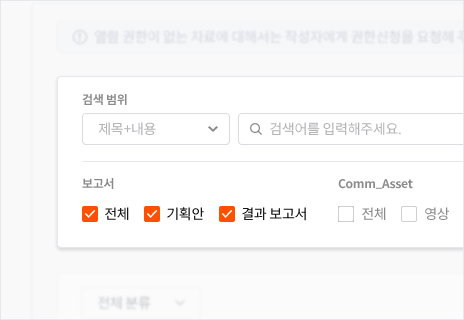 열람 권한이 없는 자료에 대해서는 작성자에게 권한신청을 요청해
검색 범위
제목+내용
검색어를 입력해주세요.
보고서
Comm_Asset
전체
기획안
결과 보고서
전체
영상
전체 분류